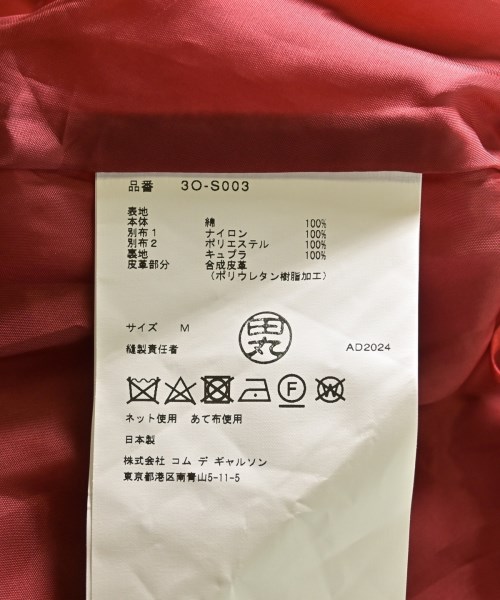 品番 3O-S003
表地
本体 綿 100%
別布1 ナイロン 100%
別布2 ポリエステル 100%
裏地 キュプラ 100%
皮革部分 合成皮革
(ポリウレタン樹脂加工)
サイズ M
縫製責任者 田丸 AD2024
F W
ネット使用 あて布使用
日本製
株式会社 コム デ ギャルソン
東京都港区南青山5-11-5